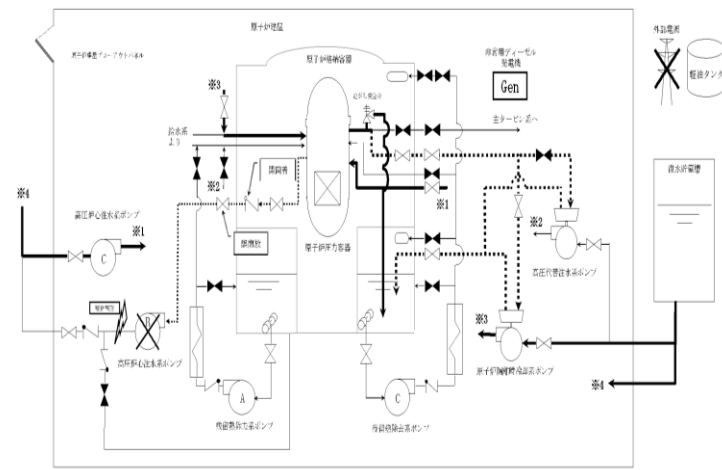 原子炉建屋
原子炉建屋ブローアウトパネル
原子炉格納容器
逃がし安全弁
非常用ディーゼル
発電機
Gen
外部電源
軽油タンク
※3
給水系
より
主タービン系へ
※2
※1
※4
高圧炉心注水系ポンプ
C
※1
原子炉圧力容器
※2
高圧代替注水系ポンプ
復水貯蔵槽
B
高圧炉心注水系ポンプ
※3
原子炉隔離時冷却系ポンプ
※4
A
残留熱除去系ポンプ
C
残留熱除去系ポンプ